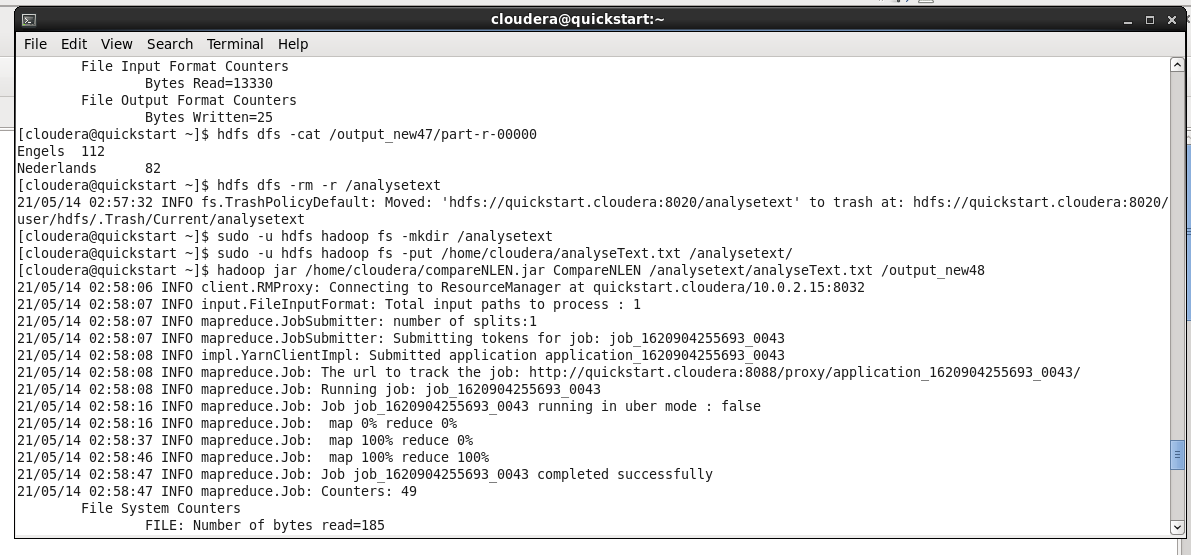 cloudera@quickstart:~
File Edit View Search Terminal Help
File Input Format Counters
Bytes Read=13330
File Output Format Counters
Bytes Written=25
[cloudera@quickstart ~]$ hdfs dfs -cat /output_new47/part-r-00000
Engels 112
Nederlands 82
[cloudera@quickstart ~]$ hdfs dfs -rm -r /analysetext
21/05/14 02:57:32 INFO fs.TrashPolicyDefault: Moved: 'hdfs://quickstart.cloudera:8020/analysetext' to trash at: hdfs://quickstart.cloudera:8020/
user/hdfs/.Trash/Current/analysetext
[cloudera@quickstart ~]$ sudo -u hdfs hadoop fs -mkdir /analysetext
[cloudera@quickstart ~]$ sudo -u hdfs hadoop fs -put /home/cloudera/analyseText.txt /analysetext/
[cloudera@quickstart ~]$ hadoop jar /home/cloudera/compareNLEN.jar CompareNLEN /analysetext/analyseText.txt /output_new48
21/05/14 02:58:06 INFO client.RMProxy: Connecting to ResourceManager at quickstart.cloudera/10.0.2.15:8032
21/05/14 02:58:07 INFO input.FileInputFormat: Total input paths to process : 1
21/05/14 02:58:07 INFO mapreduce.JobSubmitter: number of splits:1
21/05/14 02:58:07 INFO mapreduce.JobSubmitter: Submitting tokens for job: job_1620904255693_0043
21/05/14 02:58:08 INFO impl.YarnClientImpl: Submitted application application_1620904255693_0043
21/05/14 02:58:08 INFO mapreduce.Job: The url to track the job: http://quickstart.cloudera:8088/proxy/application_1620904255693_0043/
21/05/14 02:58:08 INFO mapreduce.Job: Running job: job_1620904255693_0043
21/05/14 02:58:16 INFO mapreduce.Job: Job job_1620904255693_0043 running in uber mode : false
21/05/14 02:58:16 INFO mapreduce.Job:  map 0% reduce 0%
21/05/14 02:58:37 INFO mapreduce.Job:  map 100% reduce 0%
21/05/14 02:58:46 INFO mapreduce.Job:  map 100% reduce 100%
21/05/14 02:58:47 INFO mapreduce.Job: Job job_1620904255693_0043 completed successfully
21/05/14 02:58:47 INFO mapreduce.Job: Counters: 49
File System Counters
FILE: Number of bytes read=185